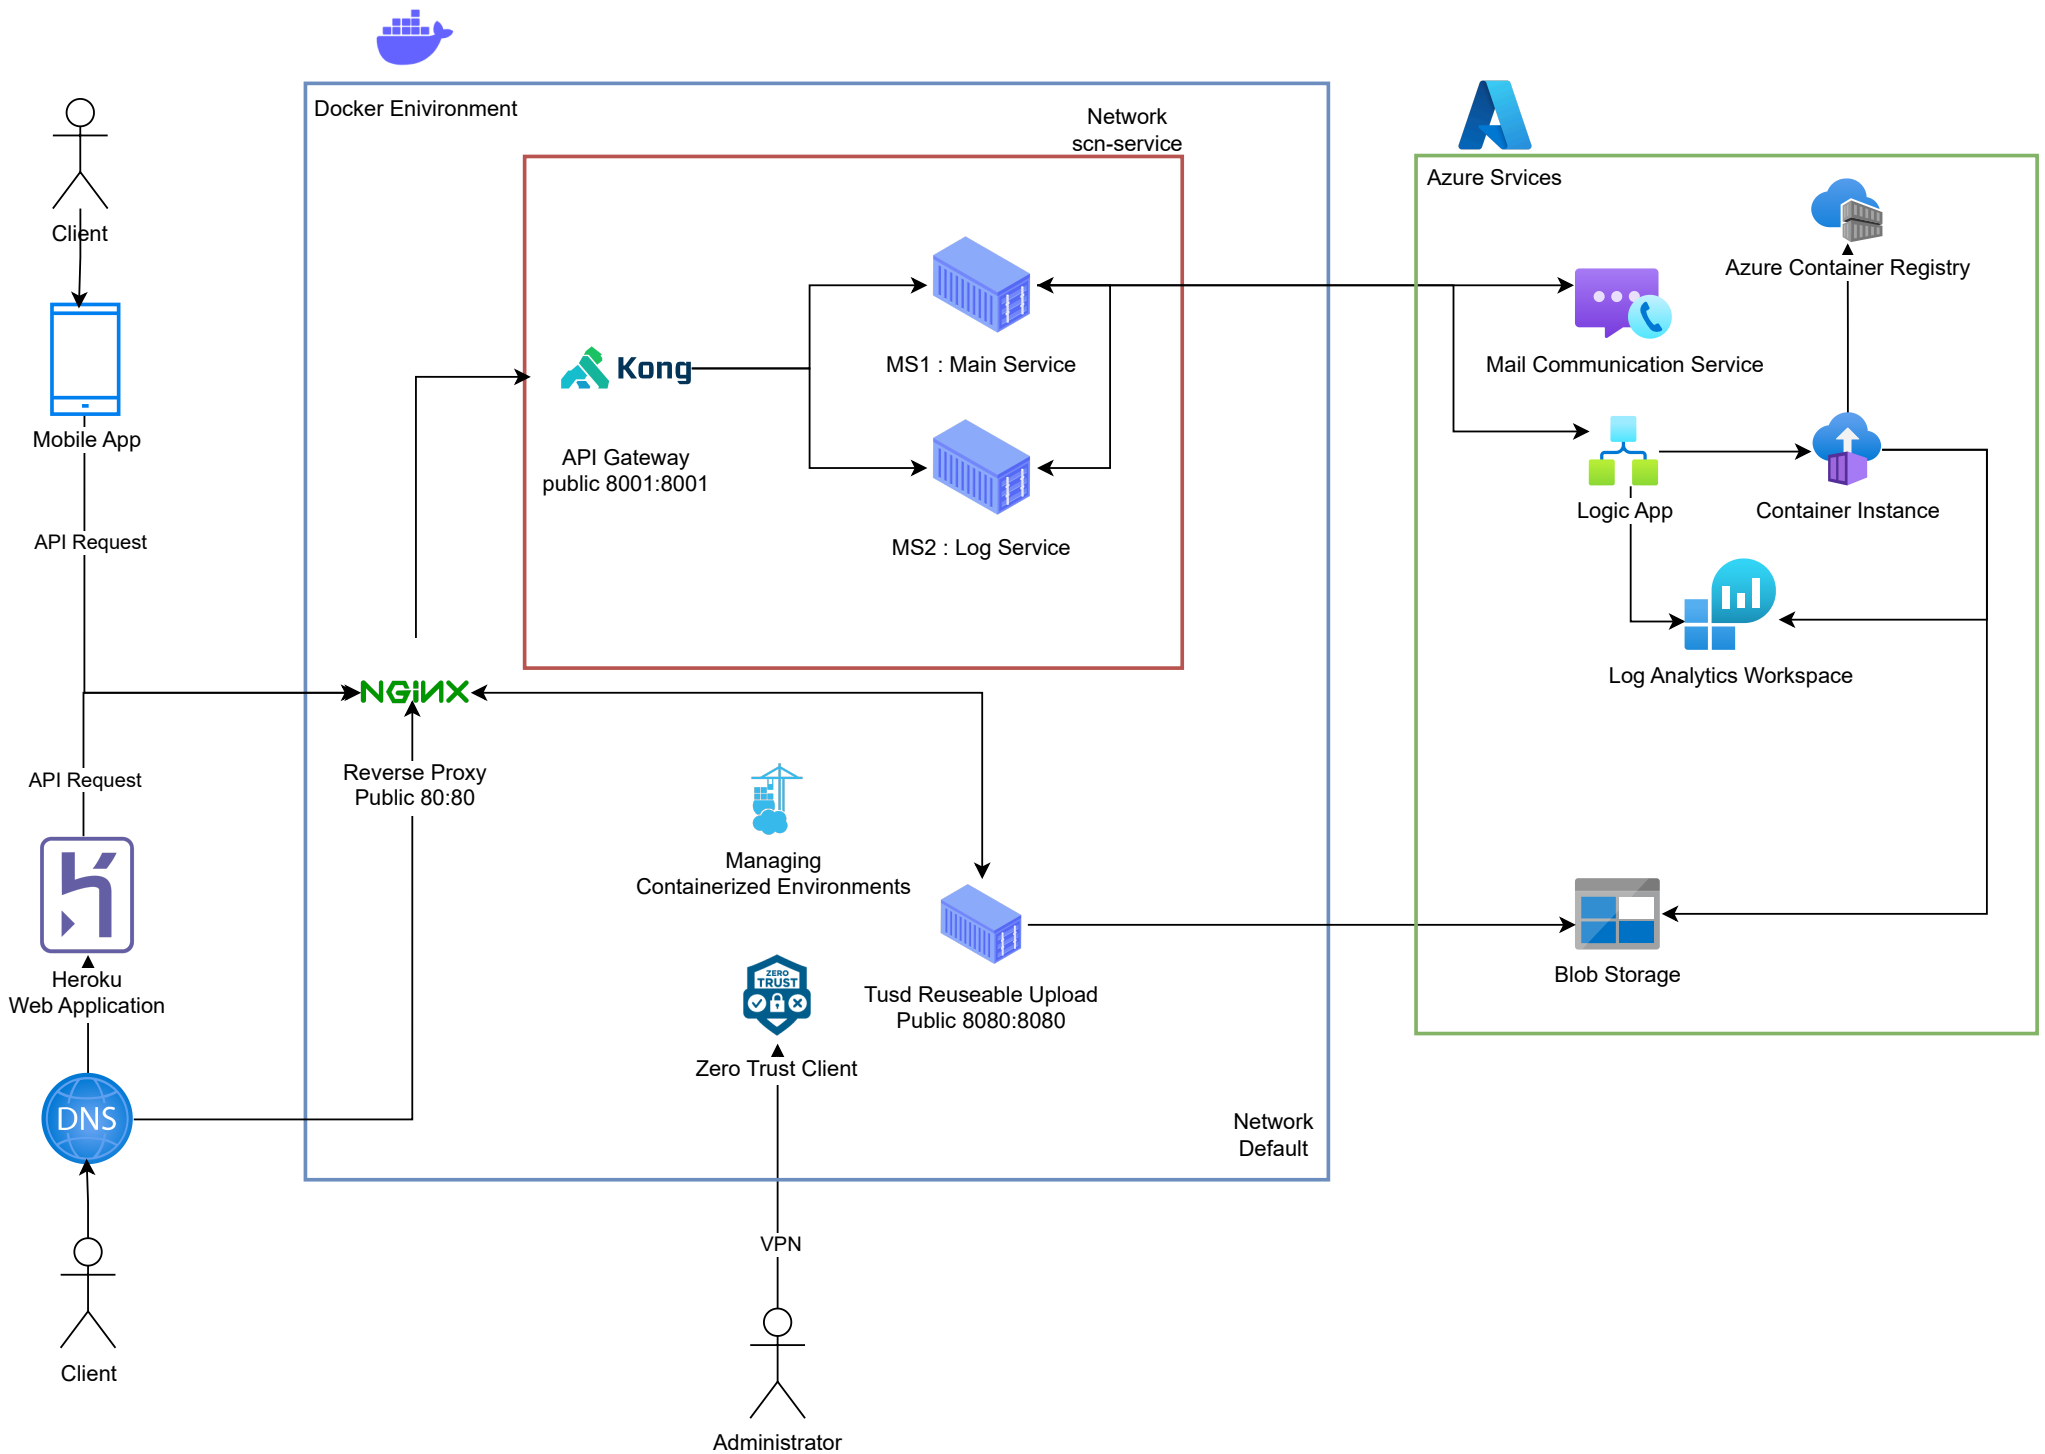 Docker Enivironment
Network
scn-service
Client
Azure Srvices
Azure Container Registry
Mail Communication Service
Kong
MS1 : Main Service
API Gateway
public 8001:8001
Mobile App
MS2 : Log Service
Logic App
Container Instance
API Request
Log Analytics Workspace
NGINX
Reverse Proxy
Public 80:80
API Request
Managing
Containerized Environments
Heroku
Web Application
ZERO
TRUST
Tusd Reuseable Upload
Public 8080:8080
Blob Storage
Zero Trust Client
DNS
Network
Default
VPN
Client
Administrator